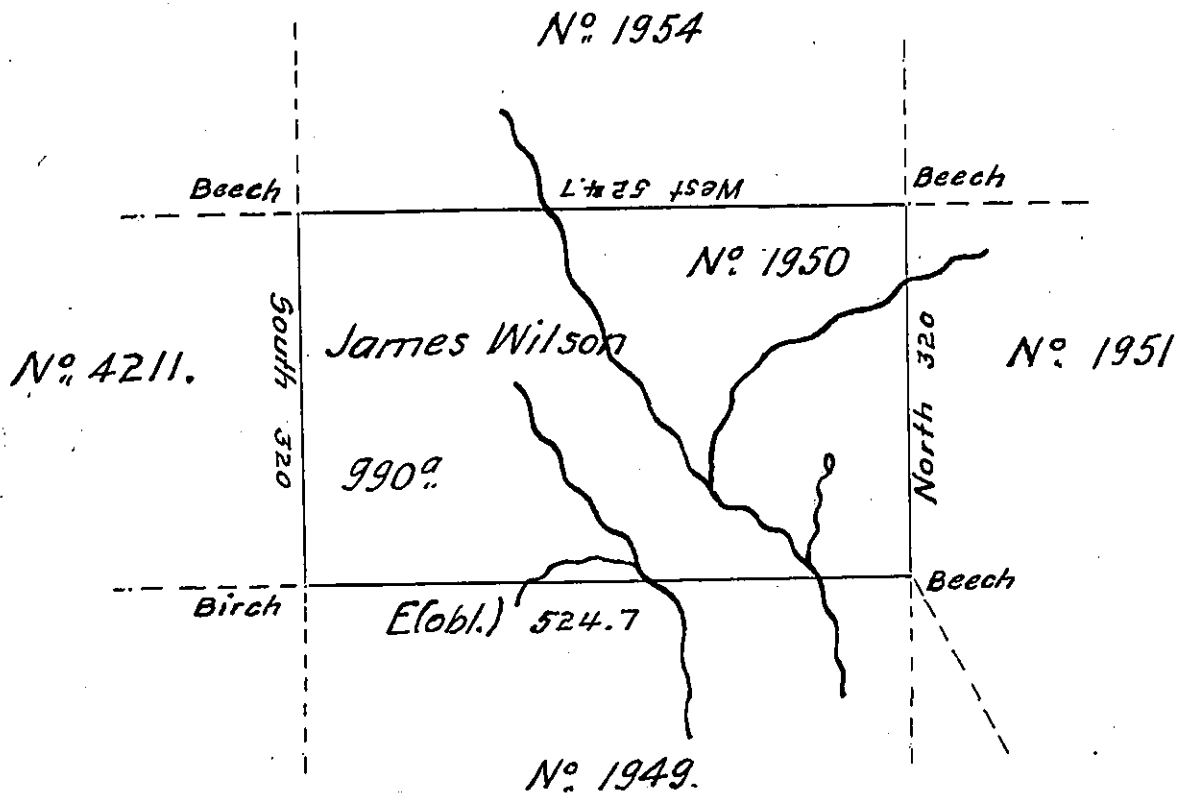 Nº 1954
Beech
West 524.7
Beech
Nº 1950
South 320
James Wilson
North 320
Nº 4211.
Nº 1951
990ª
Birch
E(obl.) 524.7
Beech
Nº 1949.